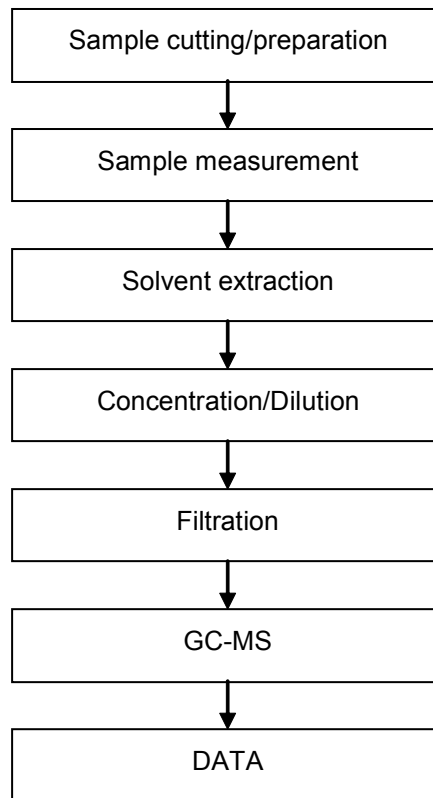 Sample cutting/preparation
Sample measurement
Solvent extraction
Concentration/Dilution
Filtration
GC-MS
DATA